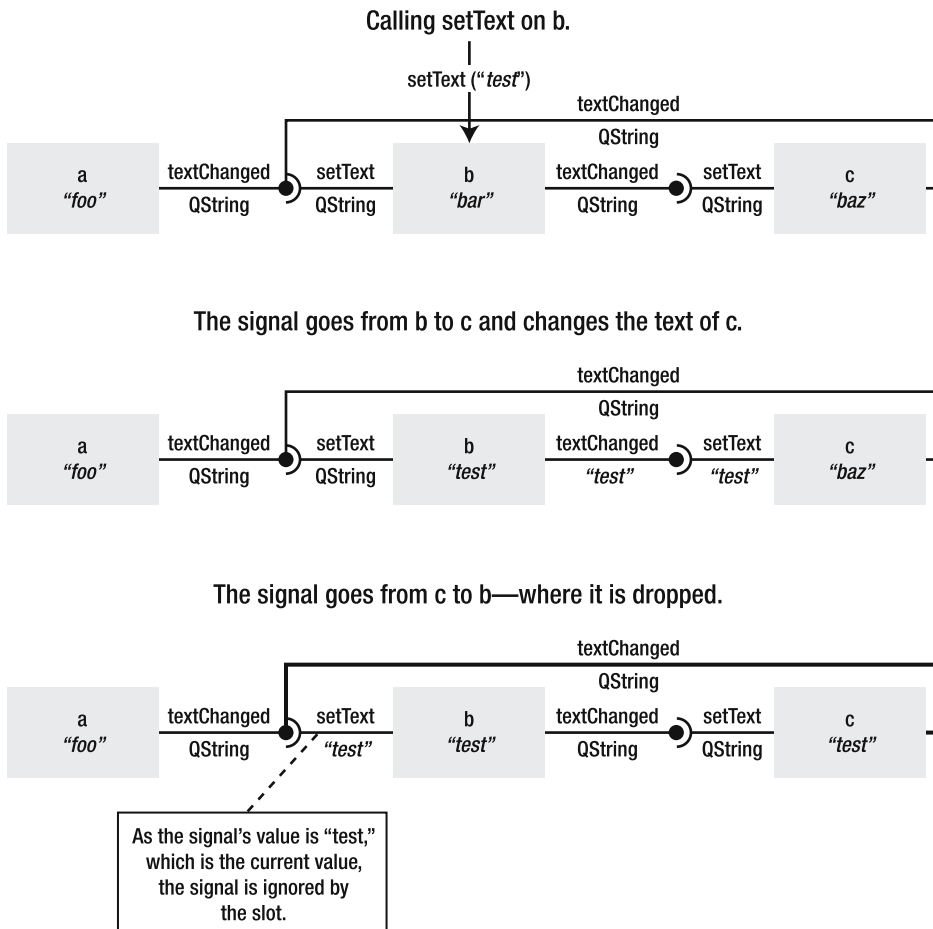 Calling setText on b.
setText (“test”)
textChanged
QString
a
“foo”
textChanged
QString
setText
QString
b
“bar”
textChanged
QString
setText
QString
c
“baz”
The signal goes from b to c and changes the text of c.
textChanged
QString
a
“foo”
textChanged
QString
setText
QString
b
“test”
textChanged
“test”
setText
“test”
c
“baz”
The signal goes from c to b—where it is dropped.
textChanged
QString
a
“foo”
textChanged
QString
setText
“test”
b
“test”
textChanged
QString
setText
QString
c
“test”
As the signal’s value is “test,”
which is the current value,
the signal is ignored by
the slot.